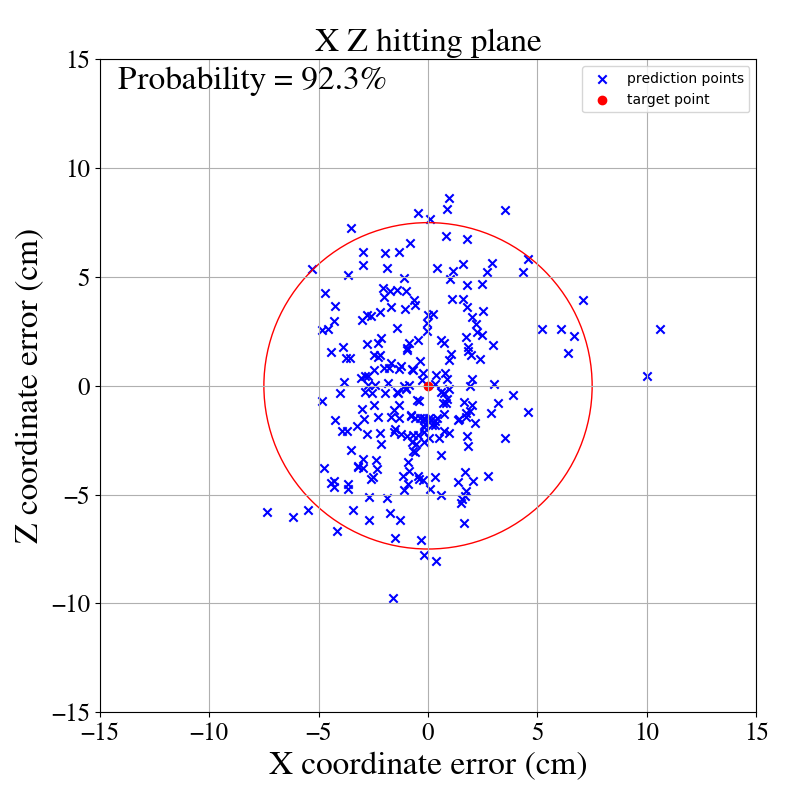 X Z hitting plane
Probability = 92.3%
prediction points
target point
Z coordinate error (cm)
15
10
5
0
−5
−10
−15
−15
−10
−5
0
5
10
15
X coordinate error (cm)